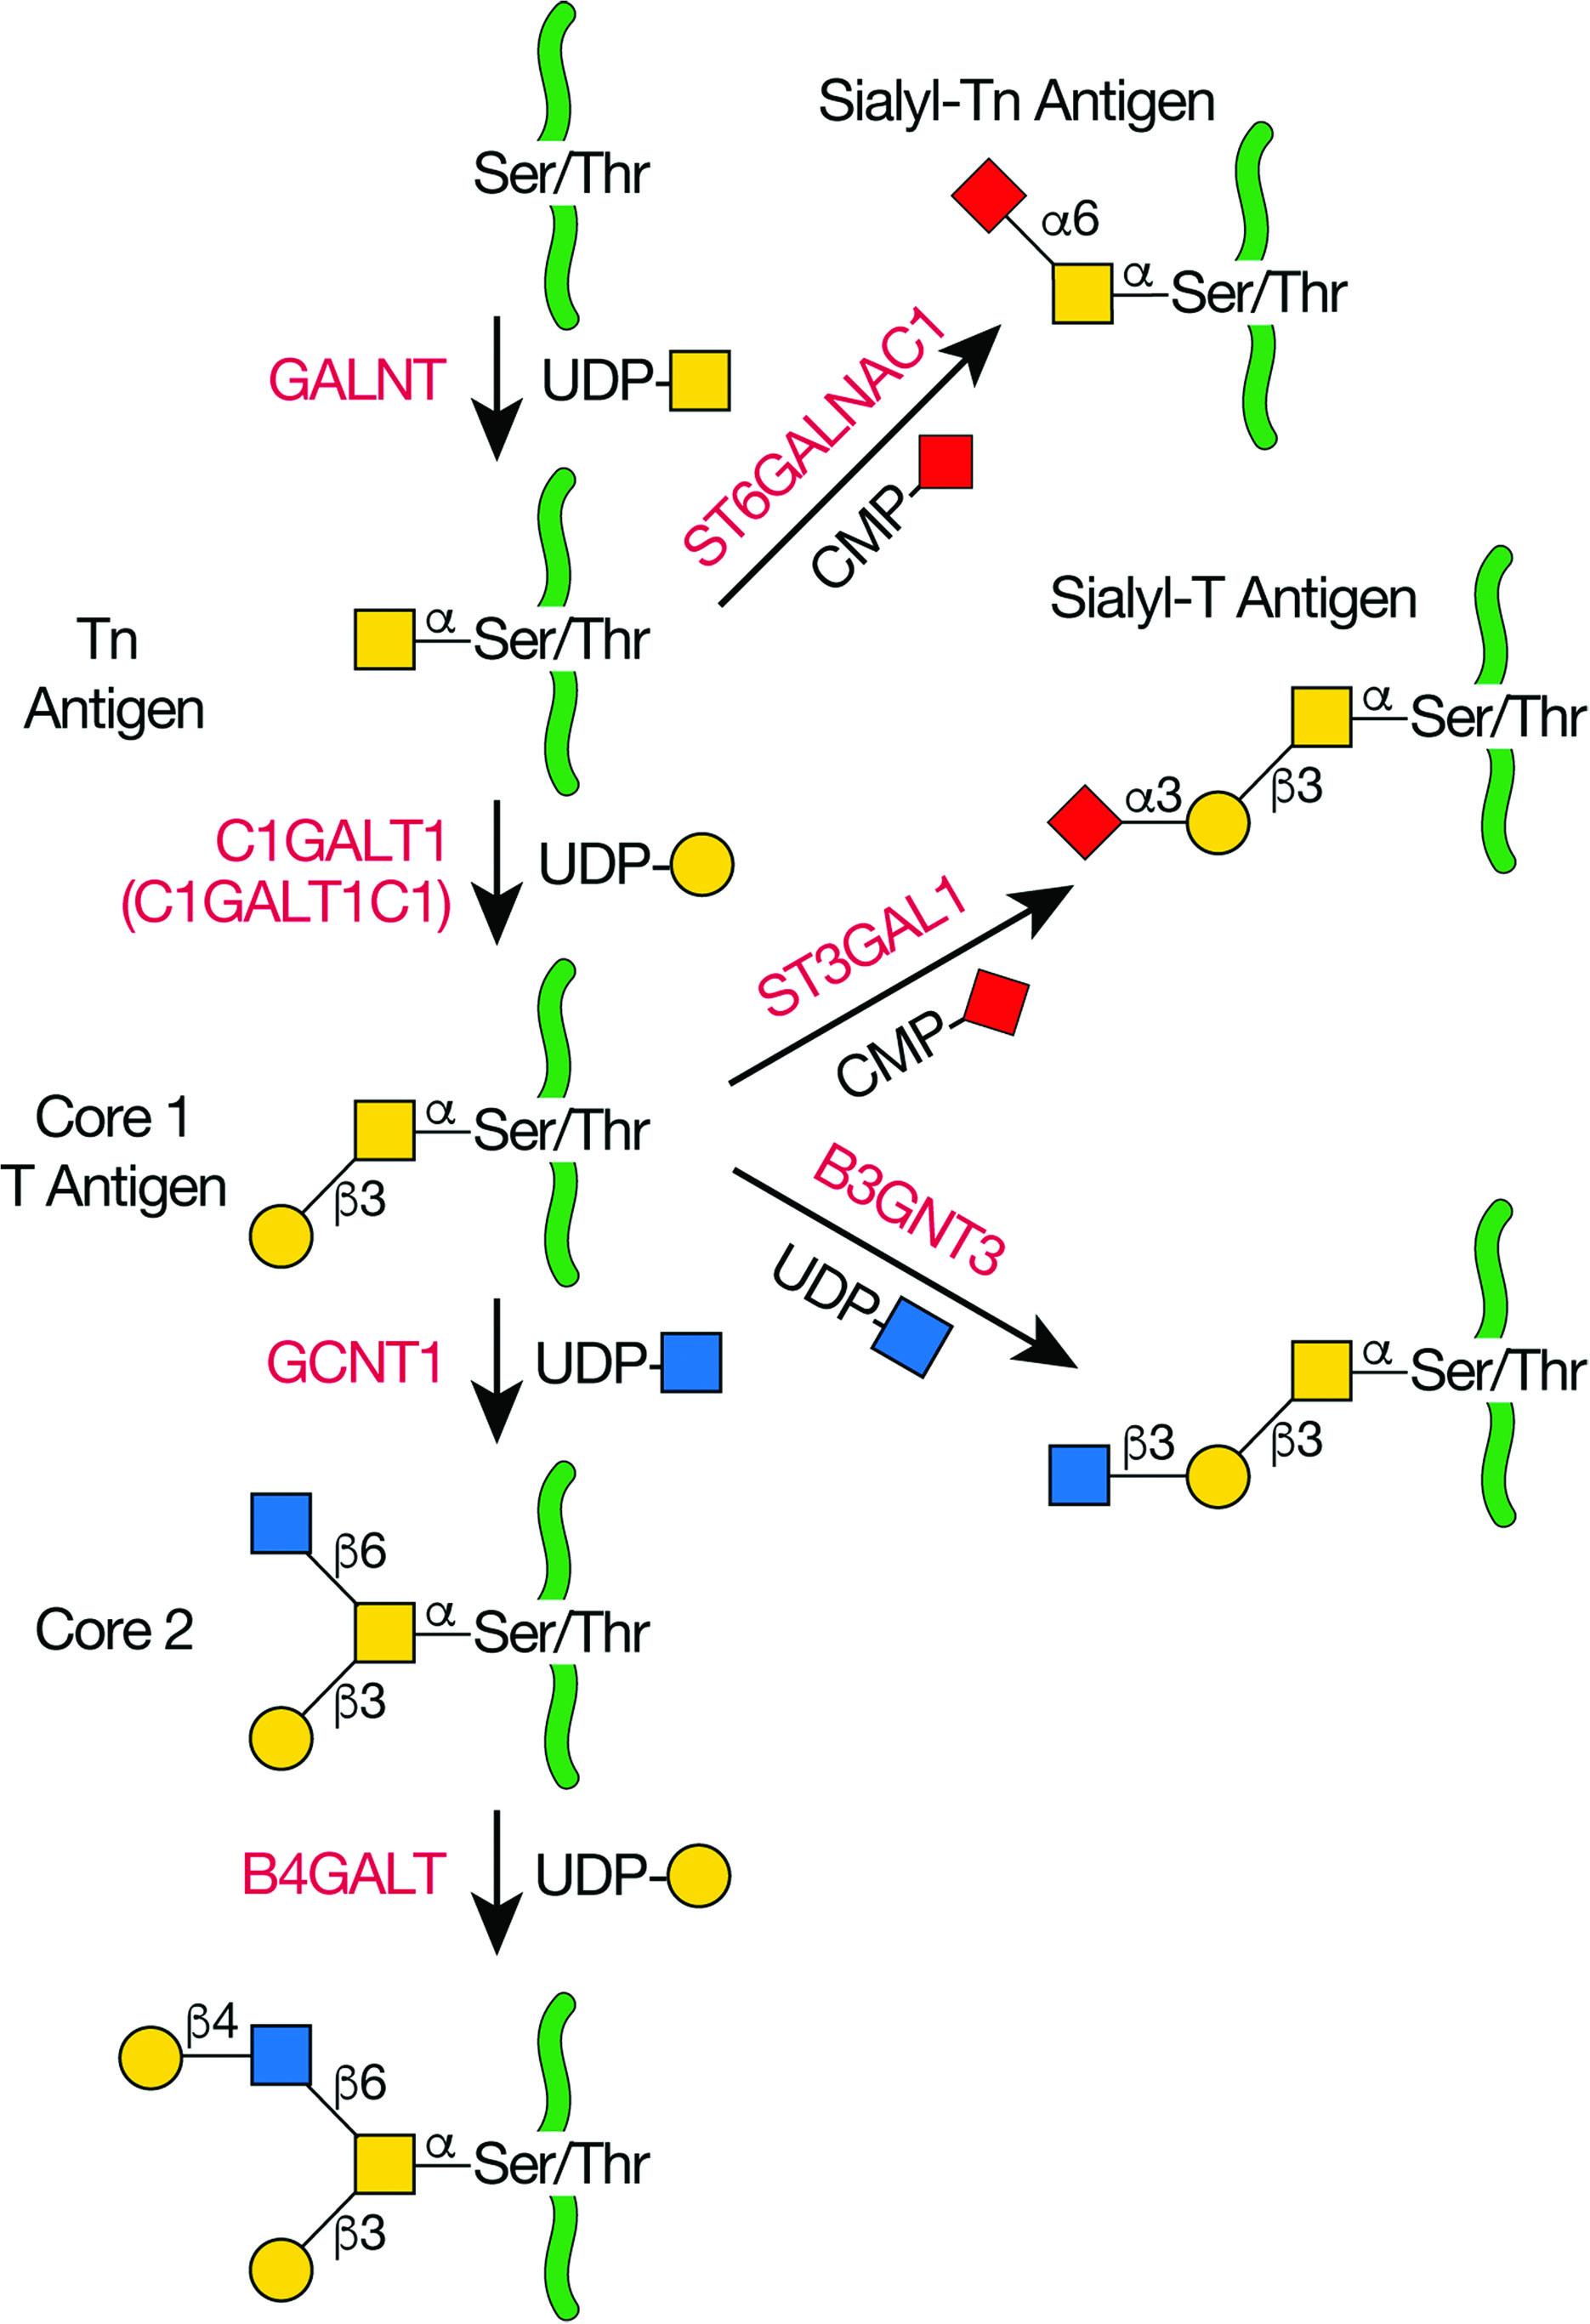 Ser/Thr
Sialyl-Tn Antigen
α6
α
Ser/Thr
GALNT
UDP-
ST6GALNAC1
CMP-
Tn
Antigen
α
Ser/Thr
Sialyl-T Antigen
α
Ser/Thr
α3
β3
C1GALT1
(C1GALT1C1)
UDP-
ST3GAL1
CMP-
Core 1
T Antigen
α
Ser/Thr
β3
B3GNT3
UDP-
α
Ser/Thr
β3
β3
GCNT1
UDP-
Core 2
β6
α
Ser/Thr
β3
B4GALT
UDP-
β4
β6
α
Ser/Thr
β3